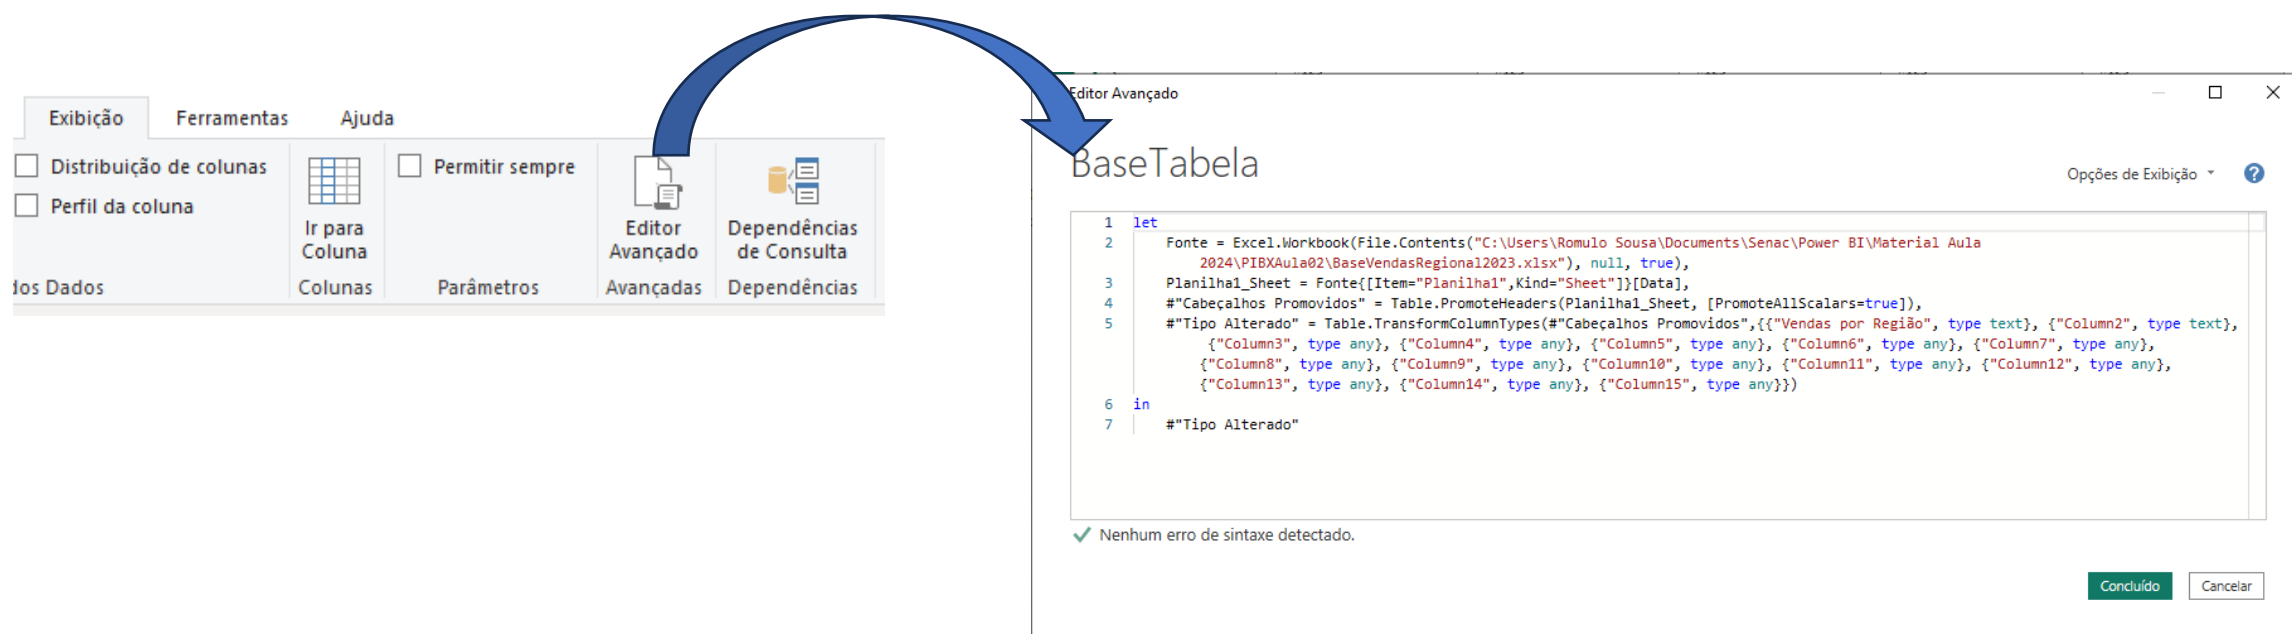 Exibição Ferramentas Ajuda
Distribuição de colunas
Perfil da coluna
Ir para
Coluna
Permitir sempre
Editor
Avançado
Dependências
de Consulta
dos Dados Colunas Parâmetros Avançadas Dependências
Editor Avançado
BaseTabela
Opções de Exibição
?
1 let
2 Fonte = Excel.Workbook(File.Contents("C:\Users\Romulo Sousa\Documents\Senac\Power BI\Material Aula
2024\PIBXAula02\BaseVendasRegional2023.xlsx"), null, true),
3 Planilha1_Sheet = Fonte{[Item="Planilha1",Kind="Sheet"]}[Data],
4 #"Cabeçalhos Promovidos" = Table.PromoteHeaders(Planilha1_Sheet, [PromoteAllScalars=true]),
5 #"Tipo Alterado" = Table.TransformColumnTypes(#"Cabeçalhos Promovidos",{{"Vendas por Região", type text}, {"Column2", type text},
{"Column3", type any}, {"Column4", type any}, {"Column5", type any}, {"Column6", type any}, {"Column7", type any},
{"Column8", type any}, {"Column9", type any}, {"Column10", type any}, {"Column11", type any}, {"Column12", type any},
{"Column13", type any}, {"Column14", type any}, {"Column15", type any}})
6 in
7 #"Tipo Alterado"
Nenhum erro de sintaxe detectado.
Concluído Cancelar